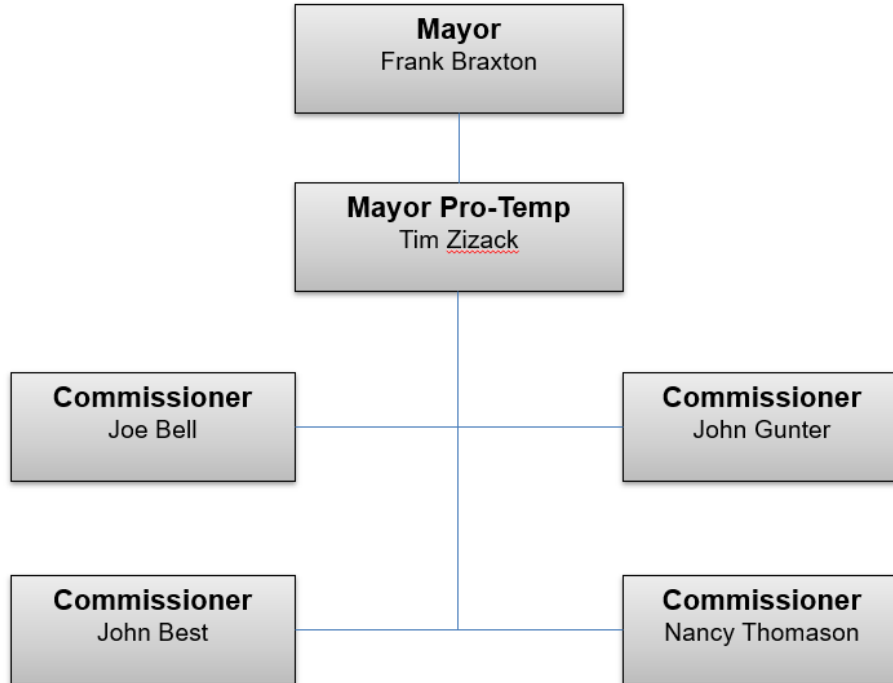 Mayor
Frank Braxton
Mayor Pro-Temp
Tim Zizack
Commissioner
Joe Bell
Commissioner
John Gunter
Commissioner
John Best
Commissioner
Nancy Thomason